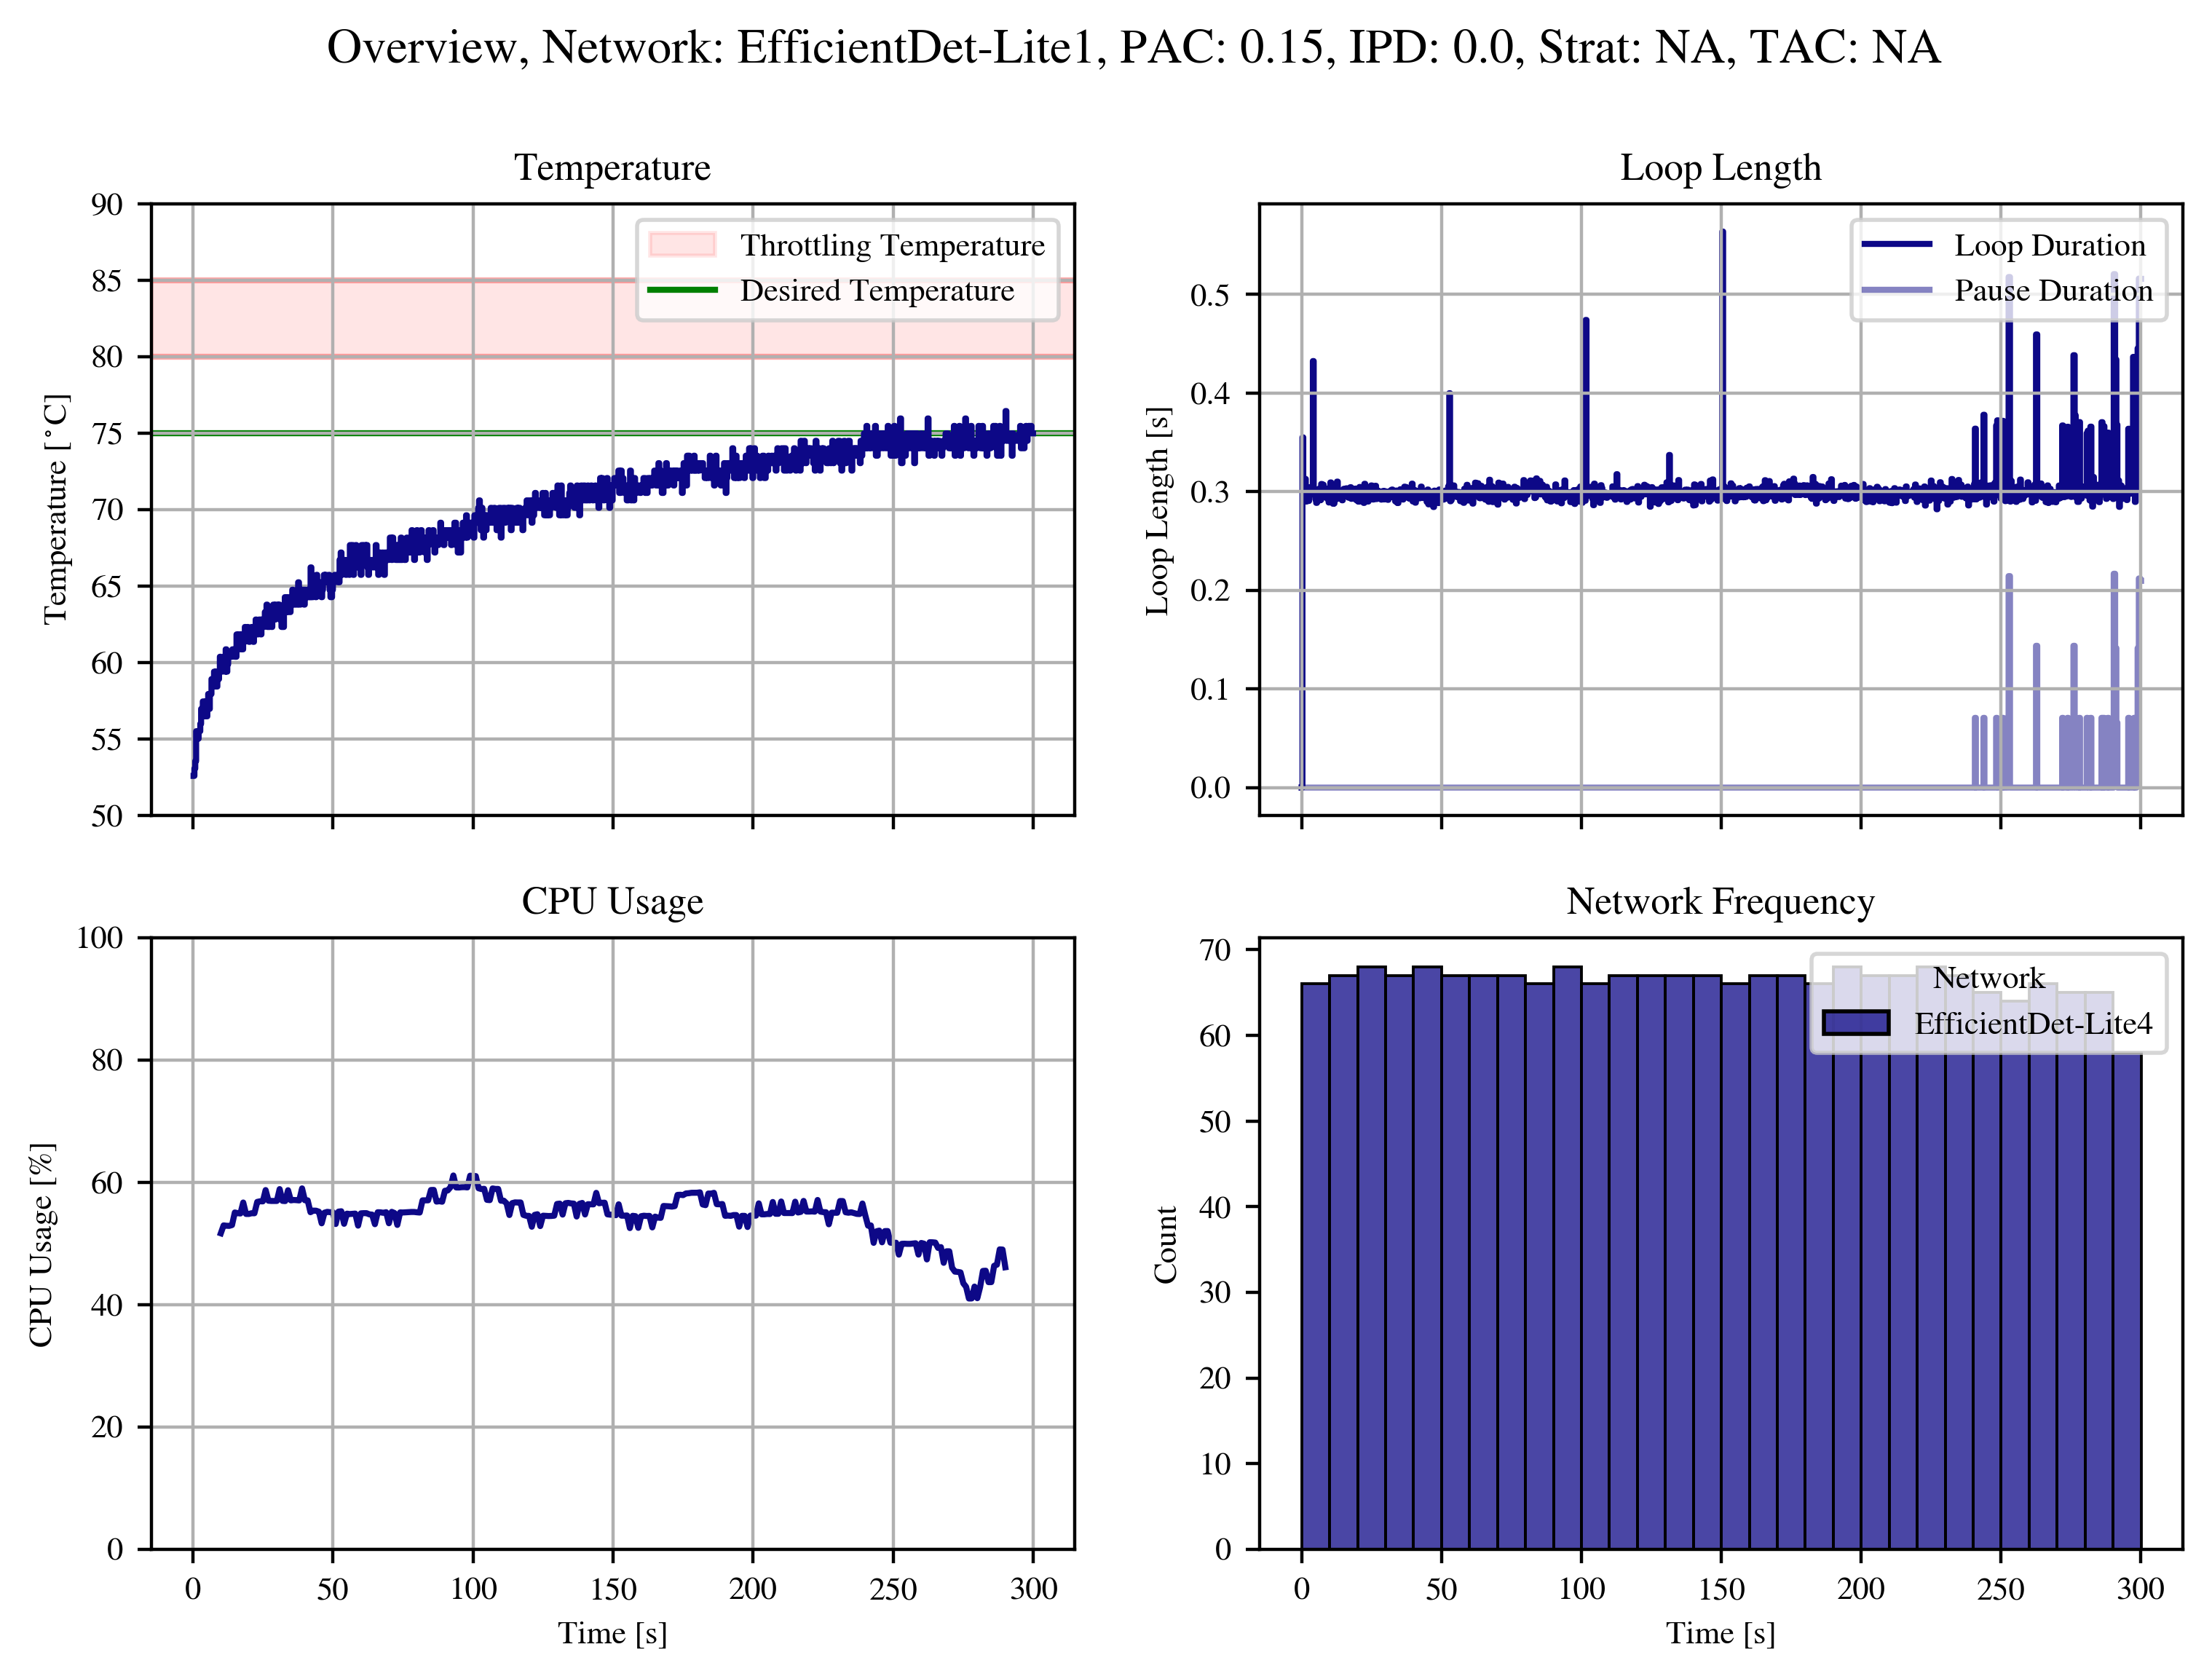 Overview, Network: EfficientDet-Lite1, PAC: 0.15, IPD: 0.0, Strat: NA, TAC: NA
Temperature
90
85
80
75
70
65
60
55
50
Temperature [°C]
Throttling Temperature
Desired Temperature
Loop Length
0.5
0.4
0.3
0.2
0.1
0.0
Loop Length [s]
Loop Duration
Pause Duration
CPU Usage
100
80
60
40
20
0
CPU Usage [%]
0 50 100 150 200 250 300
Time [s]
Network Frequency
70
60
50
40
30
20
10
0
Count
Network
EfficientDet-Lite4
0 50 100 150 200 250 300
Time [s]